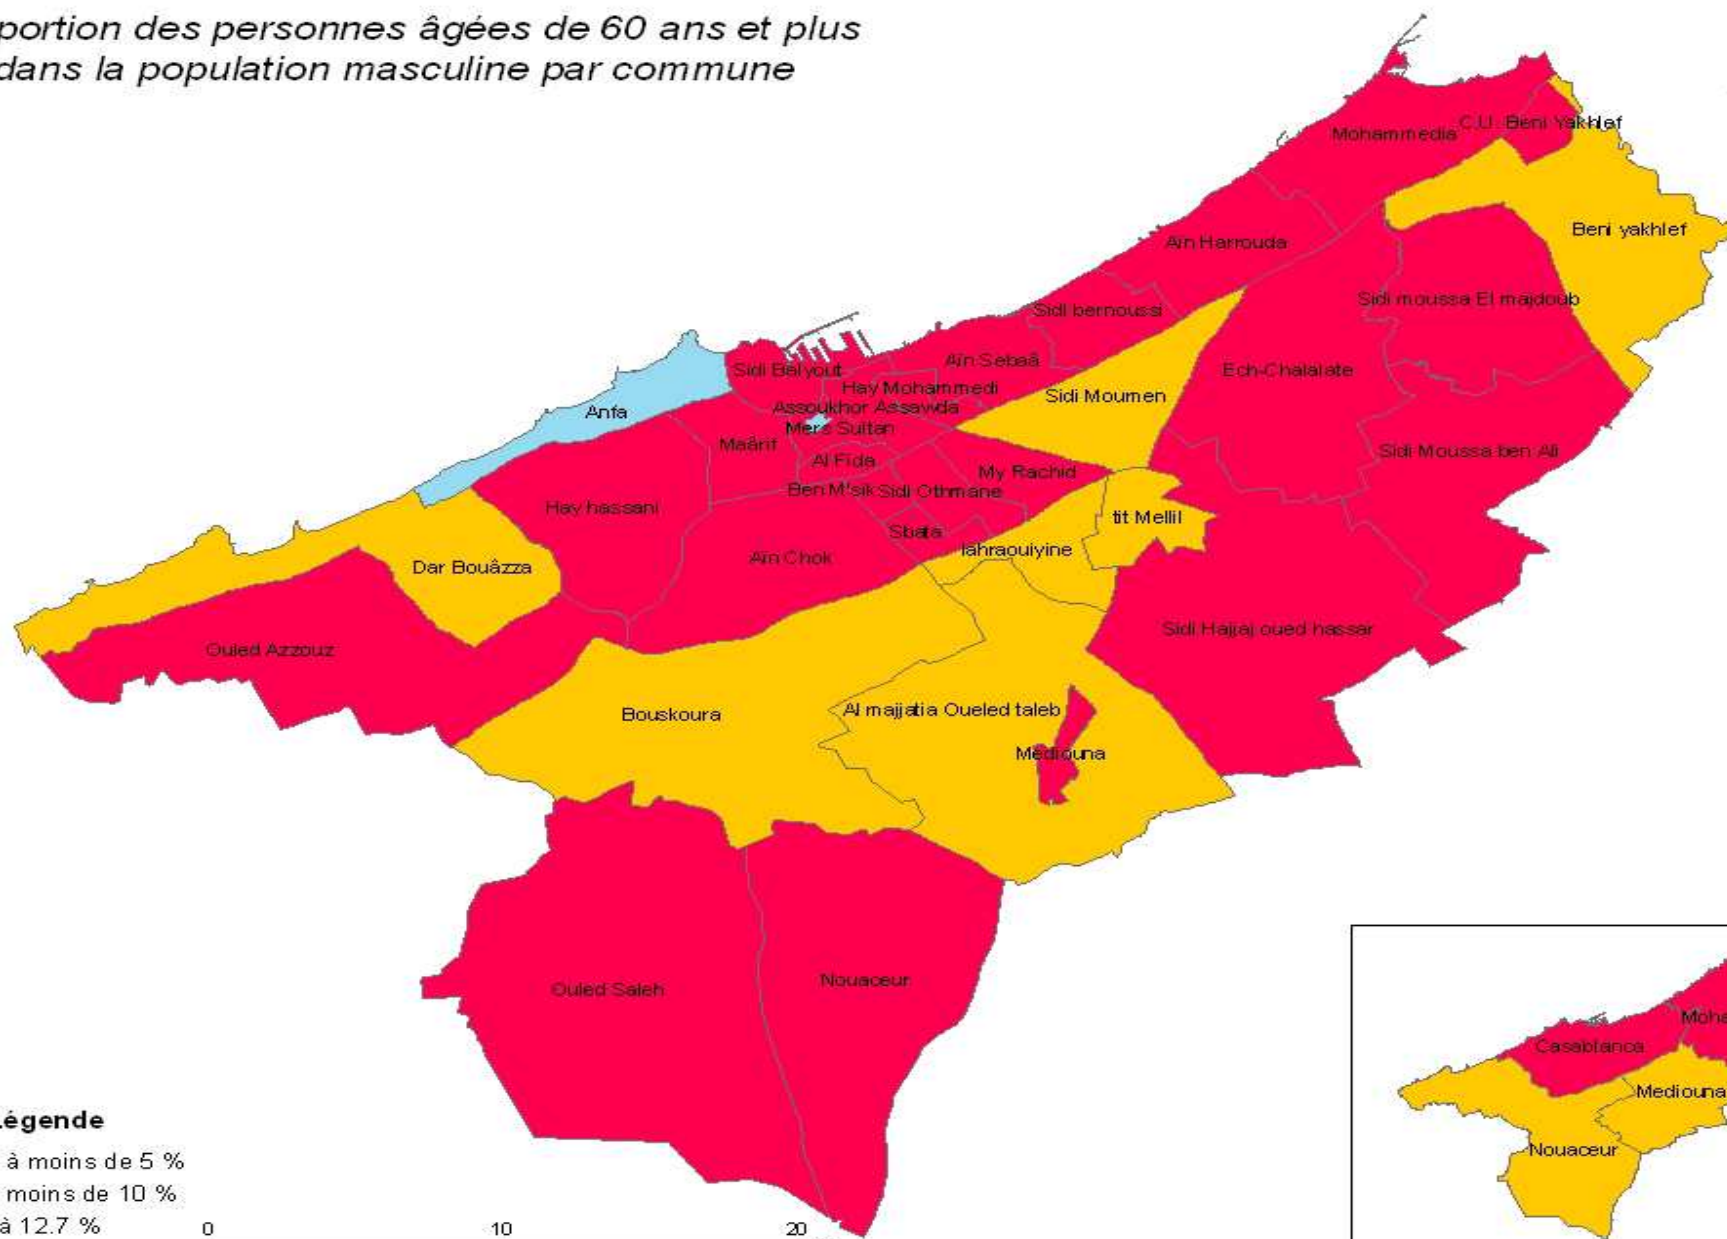 portion des personnes âgées de 60 ans et plus
dans la population masculine par commune
C.U. Beni Yakhlef
Mohammedia
Beni yakhlef
Aïn Harrouda
Sidi moussa El majdoub
Sidi bernoussi
Aïn Sebaâ
Sidi Belyout
Ech-Chalalate
Hay Mohammedi
Sidi Moumen
Assoukhor Assawda
Anfa
Mers Sultan
Maârif
Sidi Moussa ben Ali
Al Fida
My Rachid
Ben M'sik
Sidi Othmane
Hay hassani
tit Mellil
Sbata
lahraouiyine
Aïn Chok
Dar Bouâzza
Sidi Hajjaj oued hassar
Ouled Azzouz
Al majjatia Oueled taleb
Bouskoura
Médiouna
Nouaceur
Ouled Saleh
Moha
Casablanca
Mediouna
Nouaceur
Légende
à moins de 5 %
moins de 10 %
à 12.7 %
0 10 20